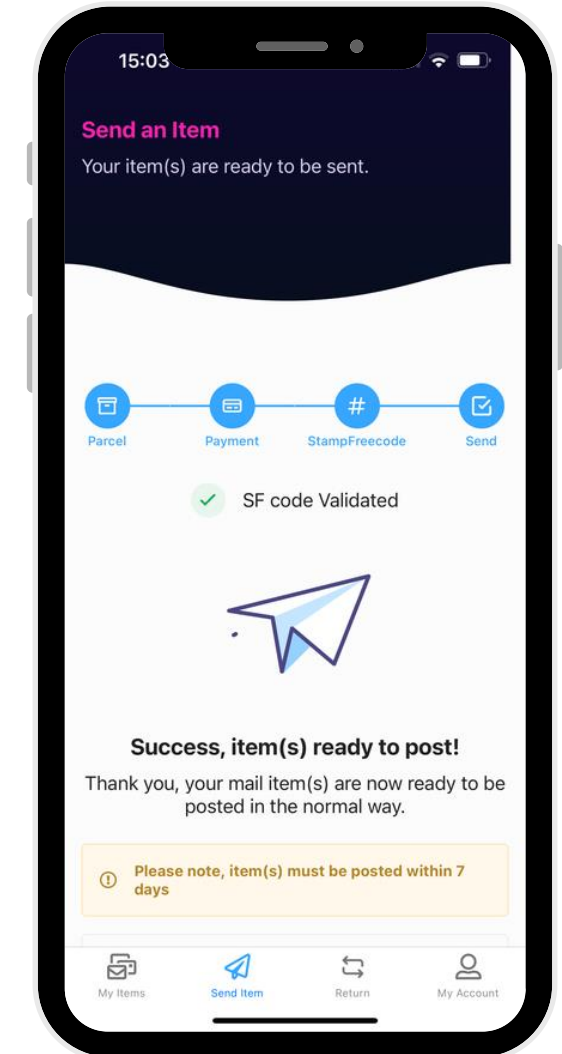 15:03
Send an Item
Your item(s) are ready to be sent.
Parcel
Payment
StampFreecode
Send
SF code Validated
Success, item(s) ready to post!
Thank you, your mail item(s) are now ready to be
posted in the normal way.
Please note, item(s) must be posted within 7
days
My Items
Send Item
Return
My Account